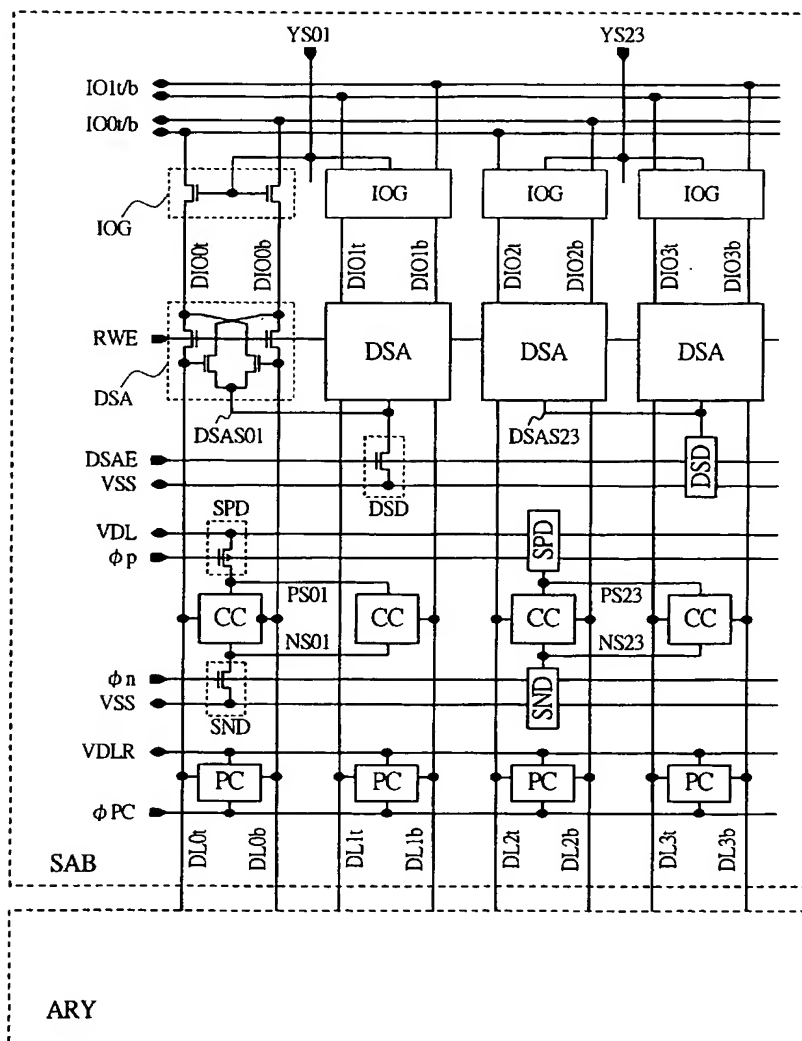 YS01 YS23
IO1t/b
IO0t/b
IOG IOG IOG
IOG
DIO0t DIO0b DIO1t DIO1b DIO2t DIO2b DIO3t DIO3b
RWE
DSA DSA DSA
DSA
DSAS01 DSAS23
DSAE
VSS
DSD DSD
SPD
VDL
SPD
φp
PS01 PS23
CC CC CC CC
NS01 NS23
φn
VSS
SND SND
VDLR
PC PC PC PC
φPC
DL0t DL0b DL1t DL1b DL2t DL2b DL3t DL3b
SAB
ARY